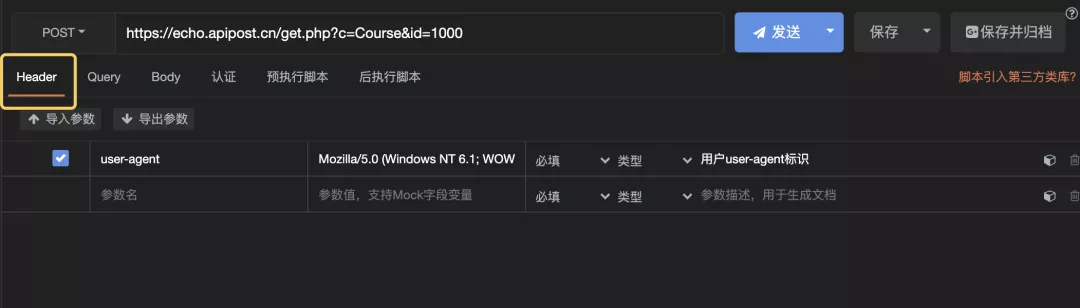 POST https://echo.apipost.cn/get.php?c=Course&id=1000 发送 保存 保存并归档
Header Query Body 认证 预执行脚本 后执行脚本 脚本引入第三方类库?
导入参数 导出参数
user-agent Mozilla/5.0 (Windows NT 6.1; WOW 必填 类型 用户user-agent标识
参数名 参数值，支持Mock字段变量 必填 类型 参数描述，用于生成文档